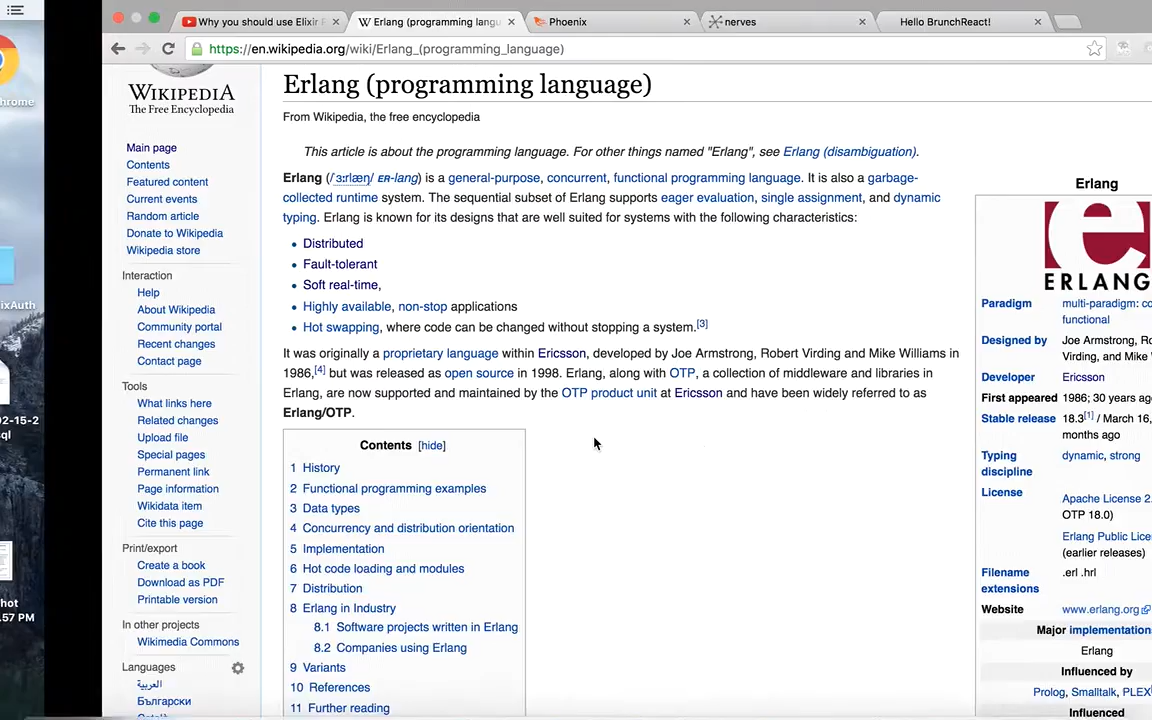 Why you should use Elixir
Erlang (programming langu
Phoenix
nerves
Hello BrunchReact!
https://en.wikipedia.org/wiki/Erlang_(programming_language)
hrome
ixAuth
02-15-2
ql
hot
.57 PM
WIKIPEDIA
The Free Encyclopedia
Main page
Contents
Featured content
Current events
Random article
Donate to Wikipedia
Wikipedia store
Interaction
Help
About Wikipedia
Community portal
Recent changes
Contact page
Tools
What links here
Related changes
Upload file
Special pages
Permanent link
Page information
Wikidata item
Cite this page
Print/export
Create a book
Download as PDF
Printable version
In other projects
Wikimedia Commons
Languages
العربية
Български
Erlang (programming language)
From Wikipedia, the free encyclopedia
This article is about the programming language. For other things named "Erlang", see Erlang (disambiguation).
Erlang (/ˈɜːrlæŋ/ ER-lang) is a general-purpose, concurrent, functional programming language. It is also a garbage-
collected runtime system. The sequential subset of Erlang supports eager evaluation, single assignment, and dynamic
typing. Erlang is known for its designs that are well suited for systems with the following characteristics:
• Distributed
• Fault-tolerant
• Soft real-time,
• Highly available, non-stop applications
• Hot swapping, where code can be changed without stopping a system.[3]
It was originally a proprietary language within Ericsson, developed by Joe Armstrong, Robert Virding and Mike Williams in
1986,[4] but was released as open source in 1998. Erlang, along with OTP, a collection of middleware and libraries in
Erlang, are now supported and maintained by the OTP product unit at Ericsson and have been widely referred to as
Erlang/OTP.
Contents [hide]
1 History
2 Functional programming examples
3 Data types
4 Concurrency and distribution orientation
5 Implementation
6 Hot code loading and modules
7 Distribution
8 Erlang in Industry
8.1 Software projects written in Erlang
8.2 Companies using Erlang
9 Variants
10 References
11 Further reading
Erlang
ERLANG
Paradigm multi-paradigm: co
functional
Designed by Joe Armstrong, Ro
Virding, and Mike
Developer Ericsson
First appeared 1986; 30 years ago
Stable release 18.3[1] / March 16,
months ago
Typing discipline dynamic, strong
License Apache License 2.
OTP 18.0)
Erlang Public Lice
(earlier releases)
Filename extensions .erl .hrl
Website www.erlang.org
Major implementation
Erlang
Influenced by
Prolog, Smalltalk, PLEX
Influenced